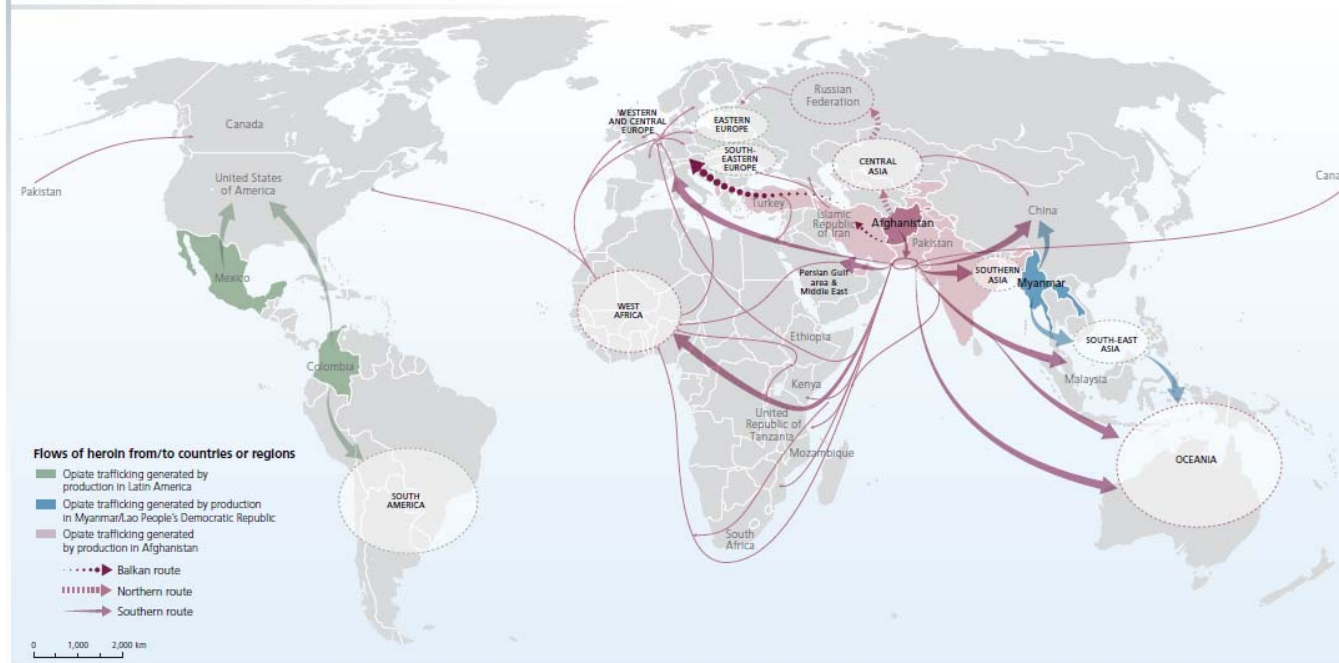 Canada
United States
of America
Pakistan
Mexico
Colombia
SOUTH
AMERICA
WESTERN
AND CENTRAL
EUROPE
EASTERN
EUROPE
SOUTH-
EASTERN
EUROPE
Russian
Federation
CENTRAL
ASIA
Turkey
Islamic
Republic
of Iran
Afghanistan
Pakistan
China
Cana
Persian Gulf
area &
Middle East
SOUTHERN
ASIA
Myanmar
WEST
AFRICA
Ethiopia
Kenya
United
Republic of
Tanzania
Mozambique
South
Africa
SOUTH-EAST
ASIA
Malaysia
OCEANIA
Flows of heroin from/to countries or regions
Opiate trafficking generated by
production in Latin America
Opiate trafficking generated by production
in Myanmar/Lao People's Democratic Republic
Opiate trafficking generated
by production in Afghanistan
Balkan route
Northern route
Southern route
0 1,000 2,000 km